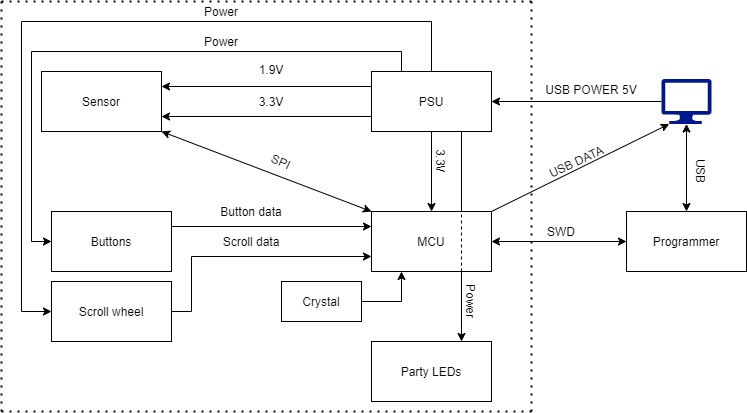 Power
Power
1.9V
3.3V
Sensor
PSU
USB POWER 5V
SPI
3.3V
USB DATA
USB
Button data
Buttons
Scroll data
MCU
SWD
Programmer
Crystal
Scroll wheel
Power
Party LEDs